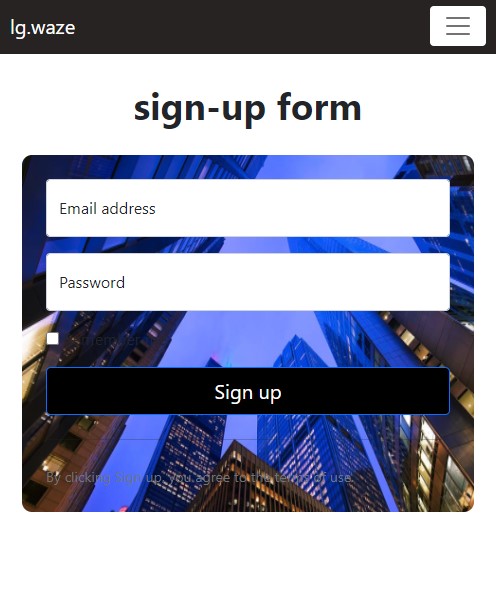 lg.waze
sign-up form
Email address
Password
Remember me
Sign up
By clicking Sign up, you agree to the terms of use.